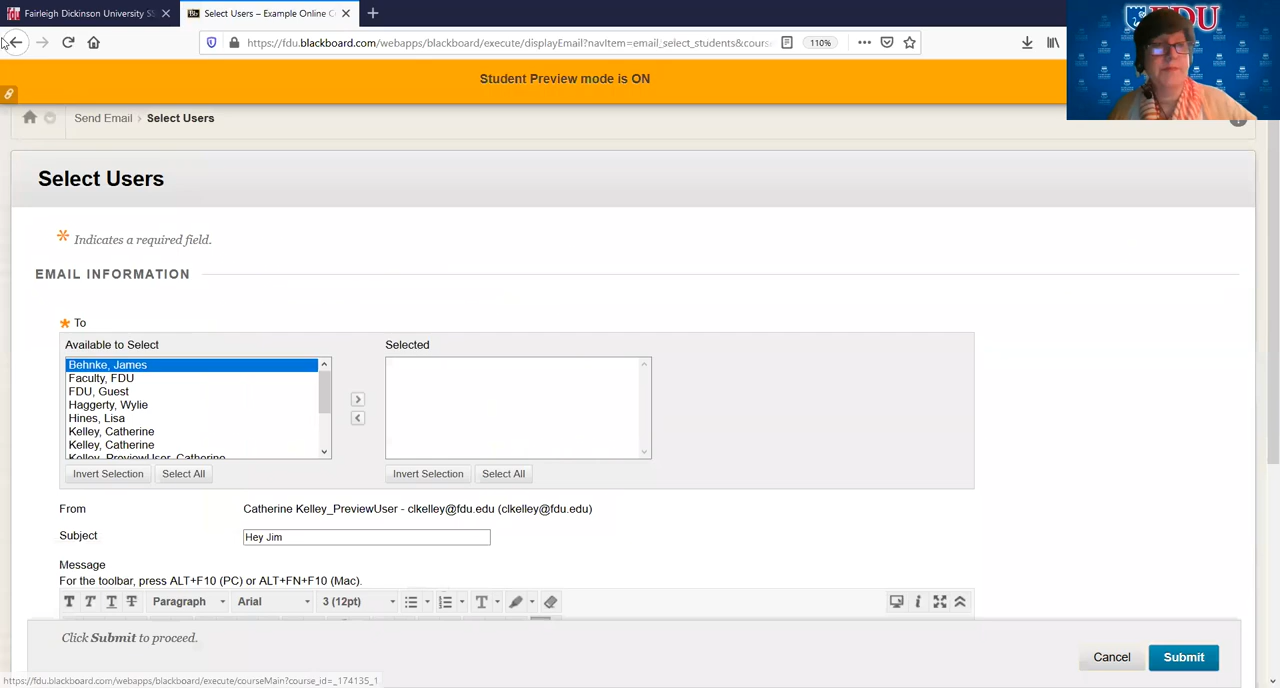 Fairleigh Dickinson University S
Select Users – Example Online C
https://fdu.blackboard.com/webapps/blackboard/execute/displayEmail?navItem=email_select_students&cours
110%
FDU
Student Preview mode is ON
Send Email › Select Users
Select Users
* Indicates a required field.
EMAIL INFORMATION
* To
Available to Select
Selected
Behnke, James
Faculty, FDU
FDU, Guest
Haggerty, Wylie
Hines, Lisa
Kelley, Catherine
Kelley, Catherine
Kelley_PreviewUser, Catherine
Invert Selection
Select All
Invert Selection
Select All
From
Catherine Kelley_PreviewUser - clkelley@fdu.edu (clkelley@fdu.edu)
Subject
Hey Jim
Message
For the toolbar, press ALT+F10 (PC) or ALT+FN+F10 (Mac).
T T T T Paragraph Arial 3 (12pt) T
Click Submit to proceed.
Cancel
Submit
https://fdu.blackboard.com/webapps/blackboard/execute/courseMain?course_id=_174135_1